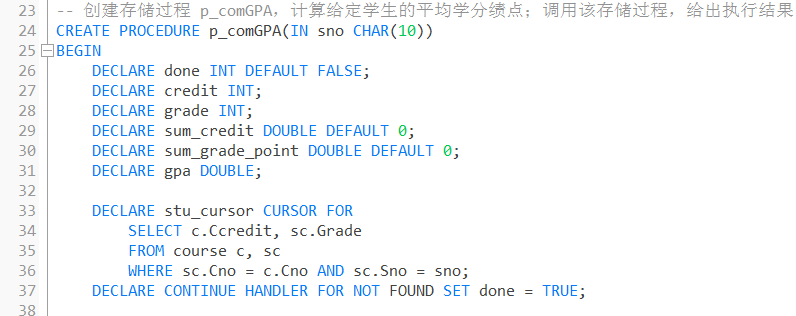 23 -- 创建存储过程 p_comGPA，计算给定学生的平均学分绩点；调用该存储过程，给出执行结果
24 CREATE PROCEDURE p_comGPA(IN sno CHAR(10))
25 BEGIN
26 DECLARE done INT DEFAULT FALSE;
27 DECLARE credit INT;
28 DECLARE grade INT;
29 DECLARE sum_credit DOUBLE DEFAULT 0;
30 DECLARE sum_grade_point DOUBLE DEFAULT 0;
31 DECLARE gpa DOUBLE;
32
33 DECLARE stu_cursor CURSOR FOR
34 SELECT c.Ccredit, sc.Grade
35 FROM course c, sc
36 WHERE sc.Cno = c.Cno AND sc.Sno = sno;
37 DECLARE CONTINUE HANDLER FOR NOT FOUND SET done = TRUE;
38